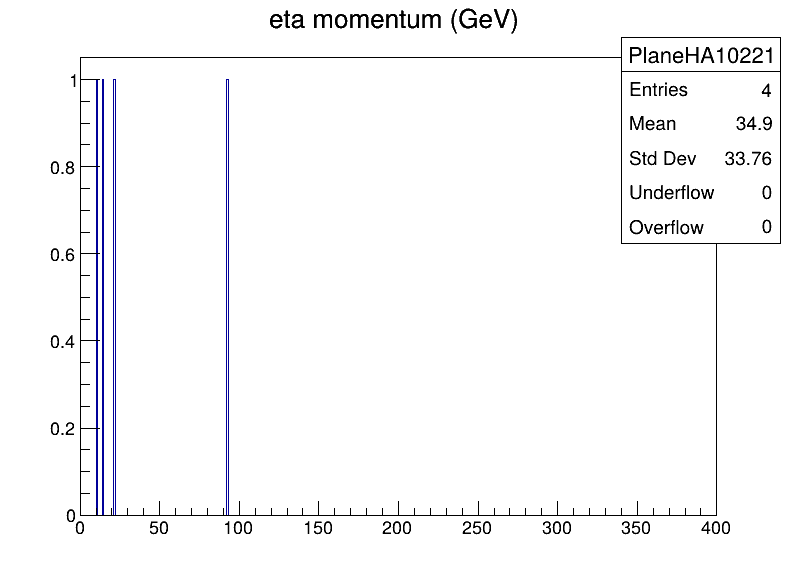 eta momentum (GeV)
PlaneHA10221
Entries 4
Mean 34.9
Std Dev 33.76
Underflow 0
Overflow 0
1
0.8
0.6
0.4
0.2
0
0 50 100 150 200 250 300 350 400